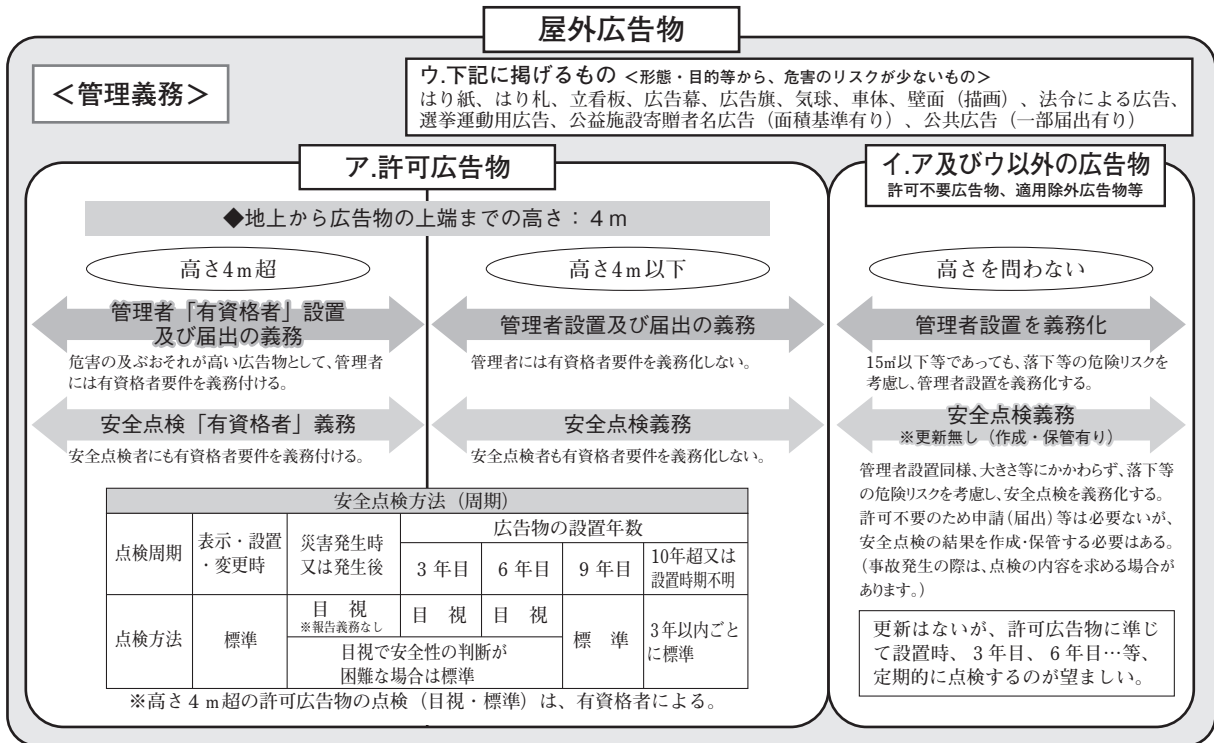 屋外広告物
＜管理義務＞
ウ.下記に掲げるもの ＜形態・目的等から、危害のリスクが少ないもの＞
はり紙、はり札、立看板、広告幕、広告旗、気球、車体、壁面（描画）、法令による広告、
選挙運動用広告、公益施設寄贈者名広告（面積基準有り）、公共広告（一部届出有り）
ア.許可広告物
◆地上から広告物の上端までの高さ：４ｍ
高さ4ｍ超
管理者「有資格者」設置
及び届出の義務
危害の及ぶおそれが高い広告物として、管理者
には有資格者要件を義務付ける。
安全点検「有資格者」義務
安全点検者にも有資格者要件を義務付ける。
高さ4ｍ以下
管理者設置及び届出の義務
管理者には有資格者要件を義務化しない。
安全点検義務
安全点検者も有資格者要件を義務化しない。
安全点検方法（周期）
点検周期
表示・設置
・変更時
災害発生時
又は発生後
広告物の設置年数
３年目
６年目
９年目
10年超又は
設置時期不明
点検方法
標準
目　視
※報告義務なし
目　視
目　視
目視で安全性の判断が
困難な場合は標準
標　準
3年以内ごと
に標準
※高さ４ｍ超の許可広告物の点検（目視・標準）は、有資格者による。
イ.ア及びウ以外の広告物
許可不要広告物、適用除外広告物等
高さを問わない
管理者設置を義務化
15㎡以下等であっても、落下等の危険リスクを
考慮し、管理者設置を義務化する。
安全点検義務
※更新無し（作成・保管有り）
管理者設置同様、大きさ等にかかわらず、落下等
の危険リスクを考慮し、安全点検を義務化する。
許可不要のため申請（届出）等は必要ないが、
安全点検の結果を作成・保管する必要はある。
（事故発生の際は、点検の内容を求める場合が
あります。）
更新はないが、許可広告物に準じ
て設置時、３年目、６年目…等、
定期的に点検するのが望ましい。